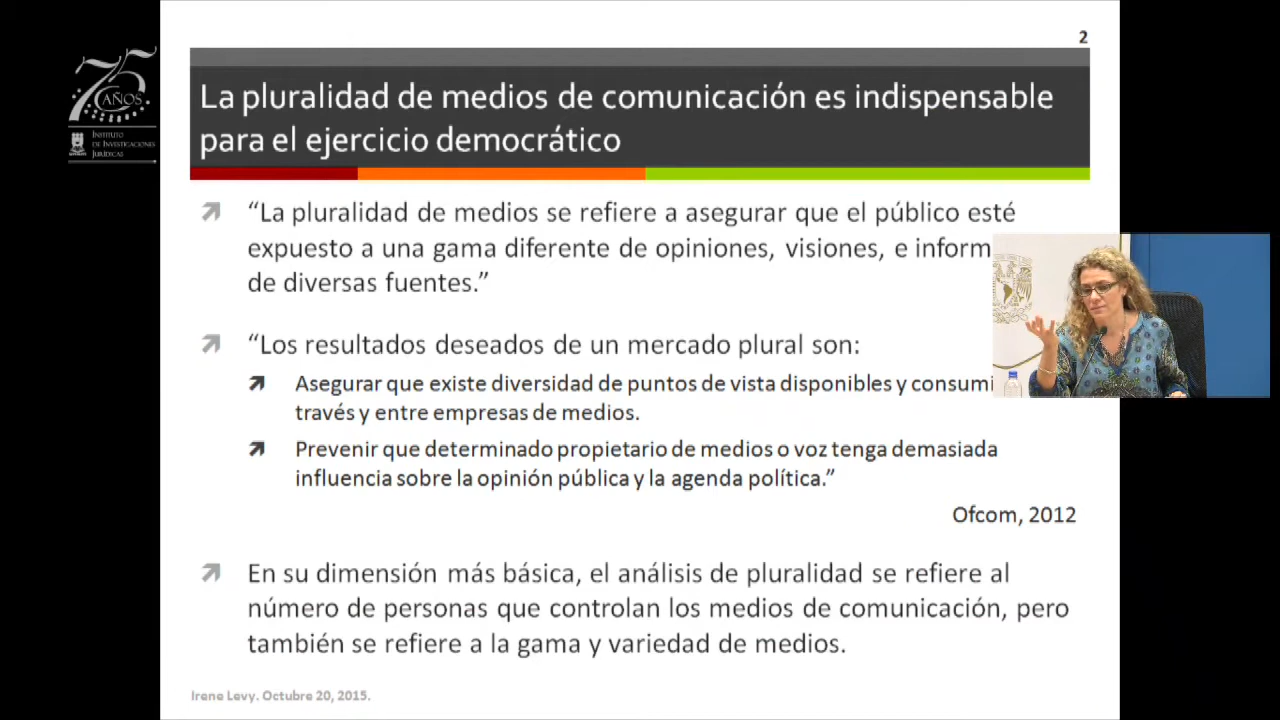 2
75
AÑOS
INSTITUTO
DE INVESTIGACIONES
JURÍDICAS
La pluralidad de medios de comunicación es indispensable
para el ejercicio democrático
“La pluralidad de medios se refiere a asegurar que el público esté
expuesto a una gama diferente de opiniones, visiones, e inform
de diversas fuentes.”
“Los resultados deseados de un mercado plural son:
Asegurar que existe diversidad de puntos de vista disponibles y consumi
través y entre empresas de medios.
Prevenir que determinado propietario de medios o voz tenga demasiada
influencia sobre la opinión pública y la agenda política.”
Ofcom, 2012
En su dimensión más básica, el análisis de pluralidad se refiere al
número de personas que controlan los medios de comunicación, pero
también se refiere a la gama y variedad de medios.
Irene Levy. Octubre 20, 2015.